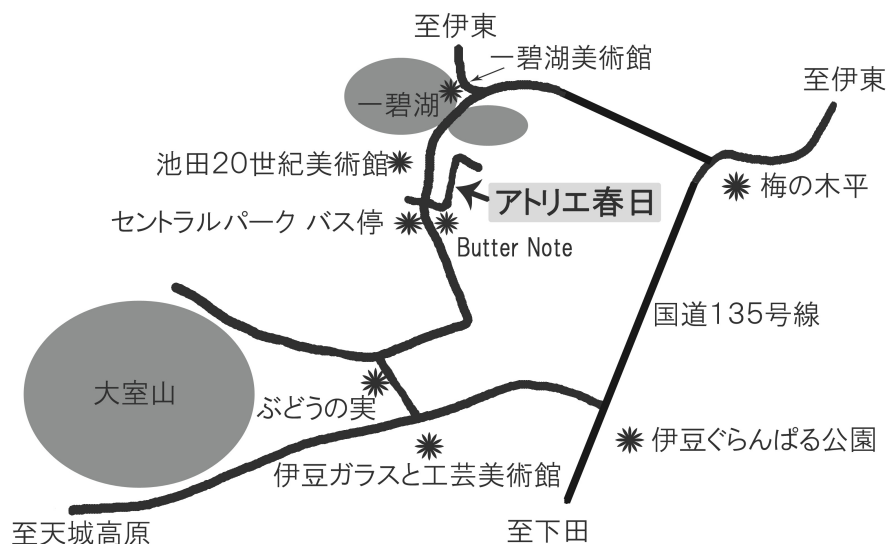 至伊東
一碧湖美術館
至伊東
一碧湖
池田20世紀美術館
梅の木平
アトリエ春日
セントラルパーク バス停
Butter Note
国道135号線
大室山
ぶどうの実
伊豆ぐらんぱる公園
伊豆ガラスと工芸美術館
至天城高原
至下田